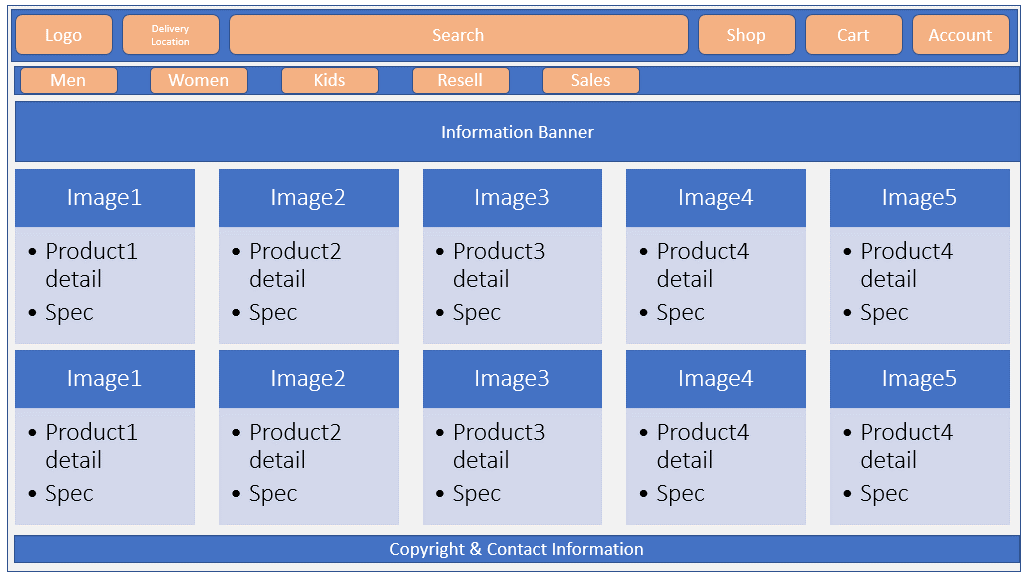 Logo
Delivery
Location
Search
Shop
Cart
Account
Men
Women
Kids
Resell
Sales
Information Banner
Image1
Image2
Image3
Image4
Image5
• Product1
detail
• Spec
• Product2
detail
• Spec
• Product3
detail
• Spec
• Product4
detail
• Spec
• Product4
detail
• Spec
Image1
Image2
Image3
Image4
Image5
• Product1
detail
• Spec
• Product2
detail
• Spec
• Product3
detail
• Spec
• Product4
detail
• Spec
• Product4
detail
• Spec
Copyright & Contact Information